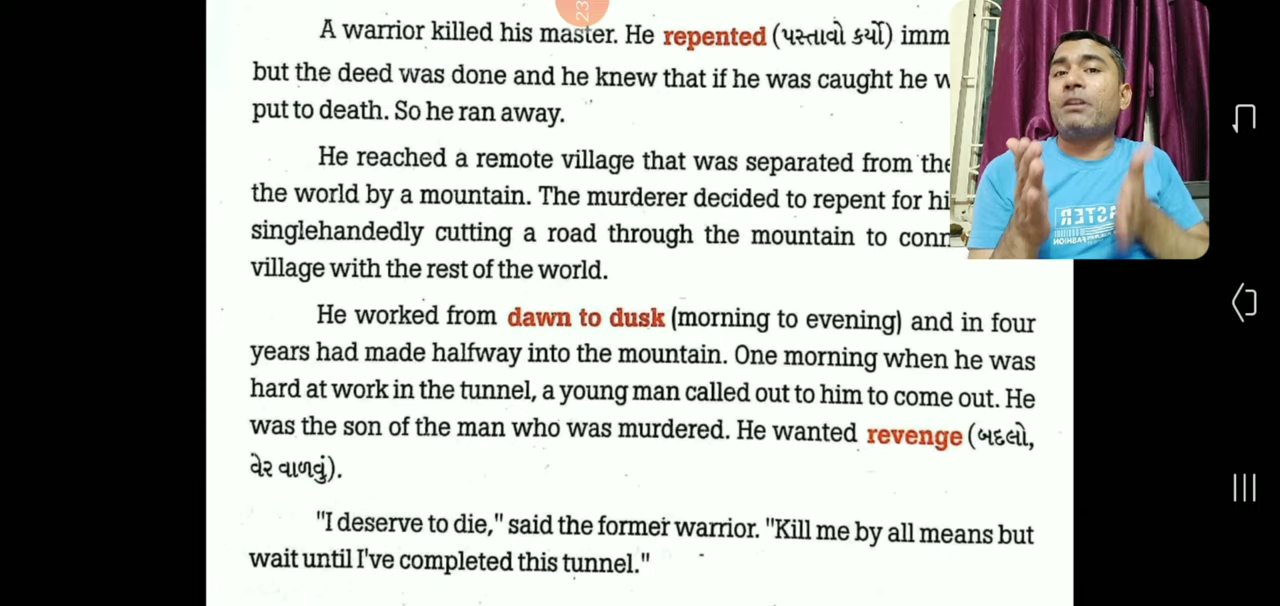 23
A warrior killed his master. He repented (પસ્તાવો કર્યો) imm
but the deed was done and he knew that if he was caught he w
put to death. So he ran away.
He reached a remote village that was separated from the
the world by a mountain. The murderer decided to repent for hi
singlehandedly cutting a road through the mountain to conn
village with the rest of the world.
He worked from dawn to dusk (morning to evening) and in four
years had made halfway into the mountain. One morning when he was
hard at work in the tunnel, a young man called out to him to come out. He
was the son of the man who was murdered. He wanted revenge (બદલો,
વેર વાળવું).
"I deserve to die," said the former warrior. "Kill me by all means but
wait until I've completed this tunnel."